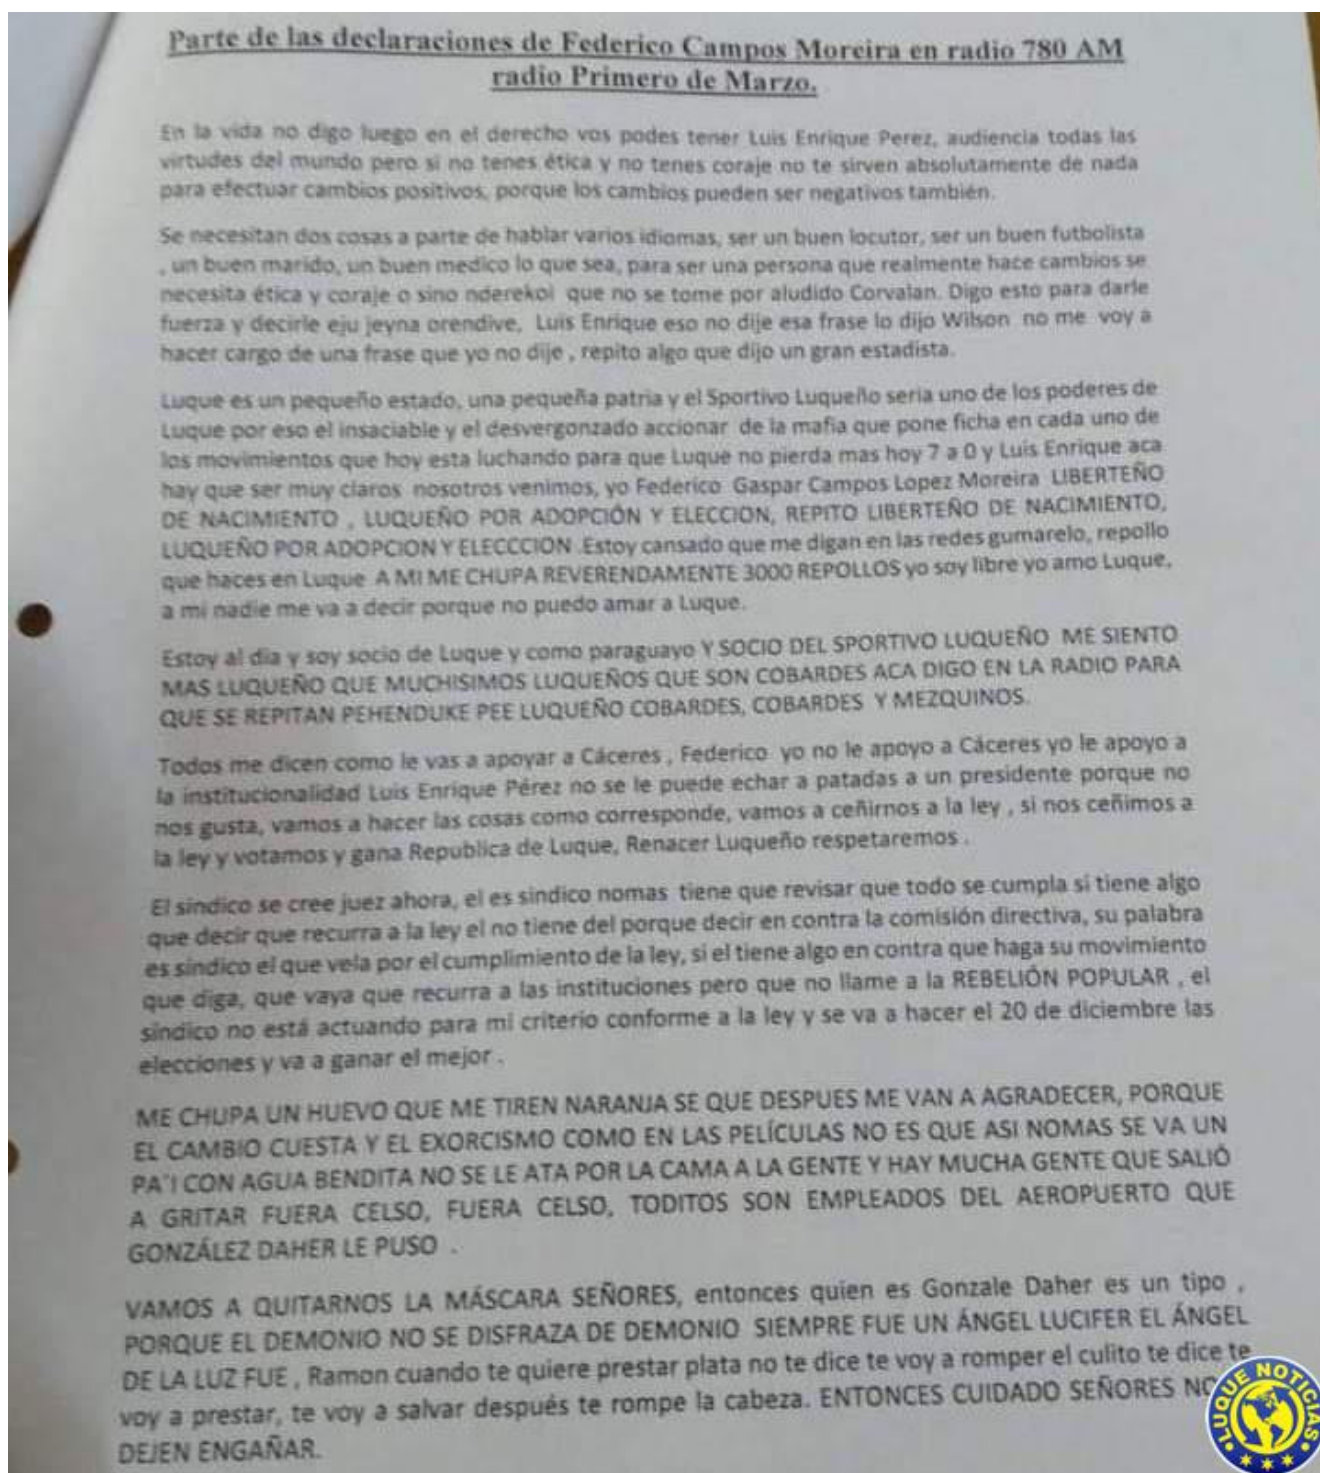 Parte de las declaraciones de Federico Campos Moreira en radio 780 AM
radio Primero de Marzo.
En la vida no digo luego en el derecho vos podes tener Luis Enrique Perez, audiencia todas las
virtudes del mundo pero si no tenes ética y no tenes coraje no te sirven absolutamente de nada
para efectuar cambios positivos, porque los cambios pueden ser negativos también.
Se necesitan dos cosas a parte de hablar varios idiomas, ser un buen locutor, ser un buen futbolista
, un buen marido, un buen medico lo que sea, para ser una persona que realmente hace cambios se
necesita ética y coraje o sino nderekoi que no se tome por aludido Corvalan. Digo esto para darle
fuerza y decirle eju jeyna orendive, Luis Enrique eso no dije esa frase lo dijo Wilson no me voy a
hacer cargo de una frase que yo no dije , repito algo que dijo un gran estadista.
Luque es un pequeño estado, una pequeña patria y el Sportivo Luqueño seria uno de los poderes de
Luque por eso el insaciable y el desvergonzado accionar de la mafia que pone ficha en cada uno de
los movimientos que hoy esta luchando para que Luque no pierda mas hoy 7 a 0 y Luis Enrique aca
hay que ser muy claros nosotros venimos, yo Federico Gaspar Campos Lopez Moreira LIBERTEÑO
DE NACIMIENTO , LUQUEÑO POR ADOPCIÓN Y ELECCION, REPITO LIBERTEÑO DE NACIMIENTO,
LUQUEÑO POR ADOPCION Y ELECCCION .Estoy cansado que me digan en las redes gumarelo, repollo
que haces en Luque A MI ME CHUPA REVERENDAMENTE 3000 REPOLLOS yo soy libre yo amo Luque,
a mi nadie me va a decir porque no puedo amar a Luque.
Estoy al dia y soy socio de Luque y como paraguayo Y SOCIO DEL SPORTIVO LUQUEÑO ME SIENTO
MAS LUQUEÑO QUE MUCHISIMOS LUQUEÑOS QUE SON COBARDES ACA DIGO EN LA RADIO PARA
QUE SE REPITAN PEHENDUKE PEE LUQUEÑO COBARDES, COBARDES Y MEZQUINOS.
Todos me dicen como le vas a apoyar a Cáceres , Federico yo no le apoyo a Cáceres yo le apoyo a
la institucionalidad Luis Enrique Pérez no se le puede echar a patadas a un presidente porque no
nos gusta, vamos a hacer las cosas como corresponde, vamos a ceñirnos a la ley , si nos ceñimos a
la ley y votamos y gana Republica de Luque, Renacer Luqueño respetaremos .
El sindico se cree juez ahora, el es sindico nomas tiene que revisar que todo se cumpla si tiene algo
que decir que recurra a la ley el no tiene del porque decir en contra la comisión directiva, su palabra
es sindico el que vela por el cumplimiento de la ley, si el tiene algo en contra que haga su movimiento
que diga, que vaya que recurra a las instituciones pero que no llame a la REBELIÓN POPULAR , el
síndico no está actuando para mi criterio conforme a la ley y se va a hacer el 20 de diciembre las
elecciones y va a ganar el mejor .
ME CHUPA UN HUEVO QUE ME TIREN NARANJA SE QUE DESPUES ME VAN A AGRADECER, PORQUE
EL CAMBIO CUESTA Y EL EXORCISMO COMO EN LAS PELÍCULAS NO ES QUE ASI NOMAS SE VA UN
PA'I CON AGUA BENDITA NO SE LE ATA POR LA CAMA A LA GENTE Y HAY MUCHA GENTE QUE SALIÓ
A GRITAR FUERA CELSO, FUERA CELSO, TODITOS SON EMPLEADOS DEL AEROPUERTO QUE
GONZÁLEZ DAHER LE PUSO .
VAMOS A QUITARNOS LA MÁSCARA SEÑORES, entonces quien es Gonzale Daher es un tipo ,
PORQUE EL DEMONIO NO SE DISFRAZA DE DEMONIO SIEMPRE FUE UN ÁNGEL LUCIFER EL ÁNGEL
DE LA LUZ FUE , Ramon cuando te quiere prestar plata no te dice te voy a romper el culito te dice te
voy a prestar, te voy a salvar después te rompe la cabeza. ENTONCES CUIDADO SEÑORES NO
DEJEN ENGAÑAR.
LUQUE NOTICIAS